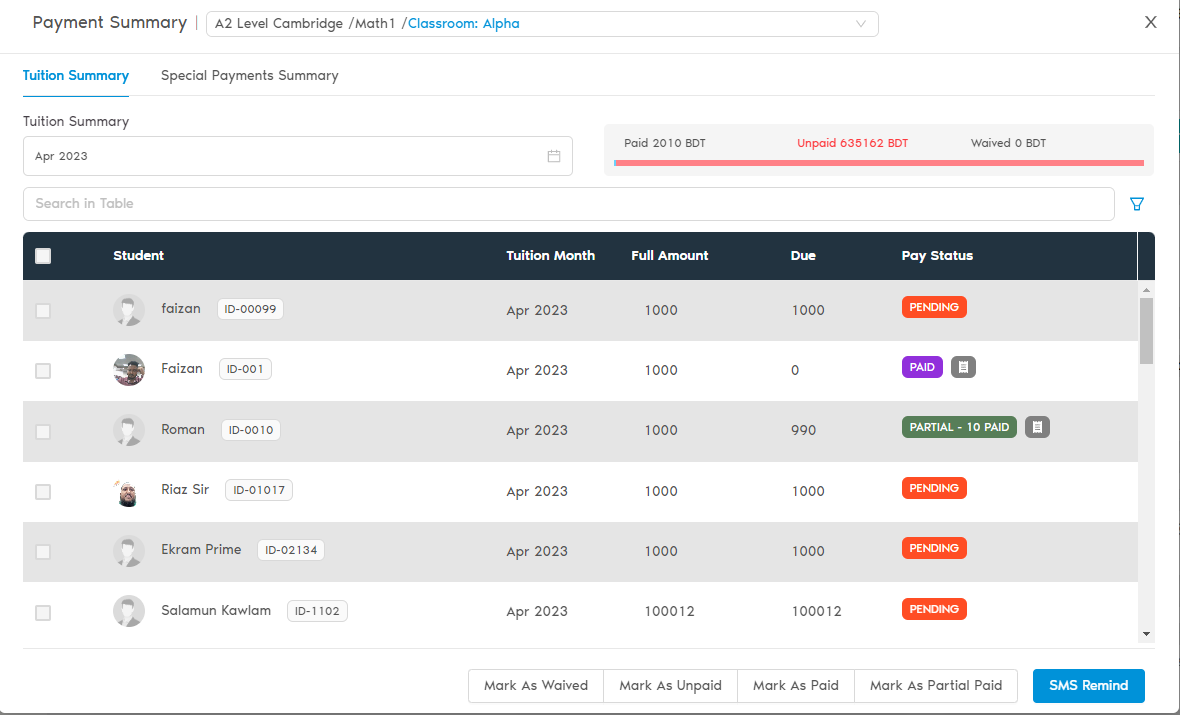 Payment Summary | A2 Level Cambridge /Math1 /Classroom: Alpha X
Tuition Summary Special Payments Summary
Tuition Summary
Apr 2023
Paid 2010 BDT Unpaid 635162 BDT Waived 0 BDT
Search in Table
Student Tuition Month Full Amount Due Pay Status
faizan ID-00099 Apr 2023 1000 1000 PENDING
Faizan ID-001 Apr 2023 1000 0 PAID
Roman ID-0010 Apr 2023 1000 990 PARTIAL - 10 PAID
Riaz Sir ID-01017 Apr 2023 1000 1000 PENDING
Ekram Prime ID-02134 Apr 2023 1000 1000 PENDING
Salamun Kawlam ID-1102 Apr 2023 100012 100012 PENDING
Mark As Waived Mark As Unpaid Mark As Paid Mark As Partial Paid SMS Remind